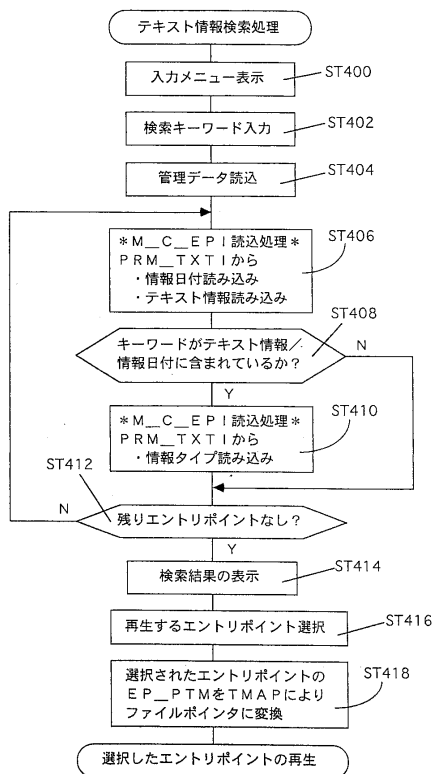 テキスト情報検索処理
入力メニュー表示
ST400
検索キーワード入力
ST402
管理データ読込
ST404
＊M＿C＿EPI読込処理＊
PRM＿TXTIから
・情報日付読み込み
・テキスト情報読み込み
ST406
キーワードがテキスト情報／
情報日付に含まれているか？
ST408
N
Y
＊M＿C＿EPI読込処理＊
PRM＿TXTIから
・情報タイプ読み込み
ST410
ST412
N
残りエントリポイントなし？
Y
検索結果の表示
ST414
再生するエントリポイント選択
ST416
選択されたエントリポイントの
EP＿PTMをTMAPにより
ファイルポインタに変換
ST418
選択したエントリポイントの再生